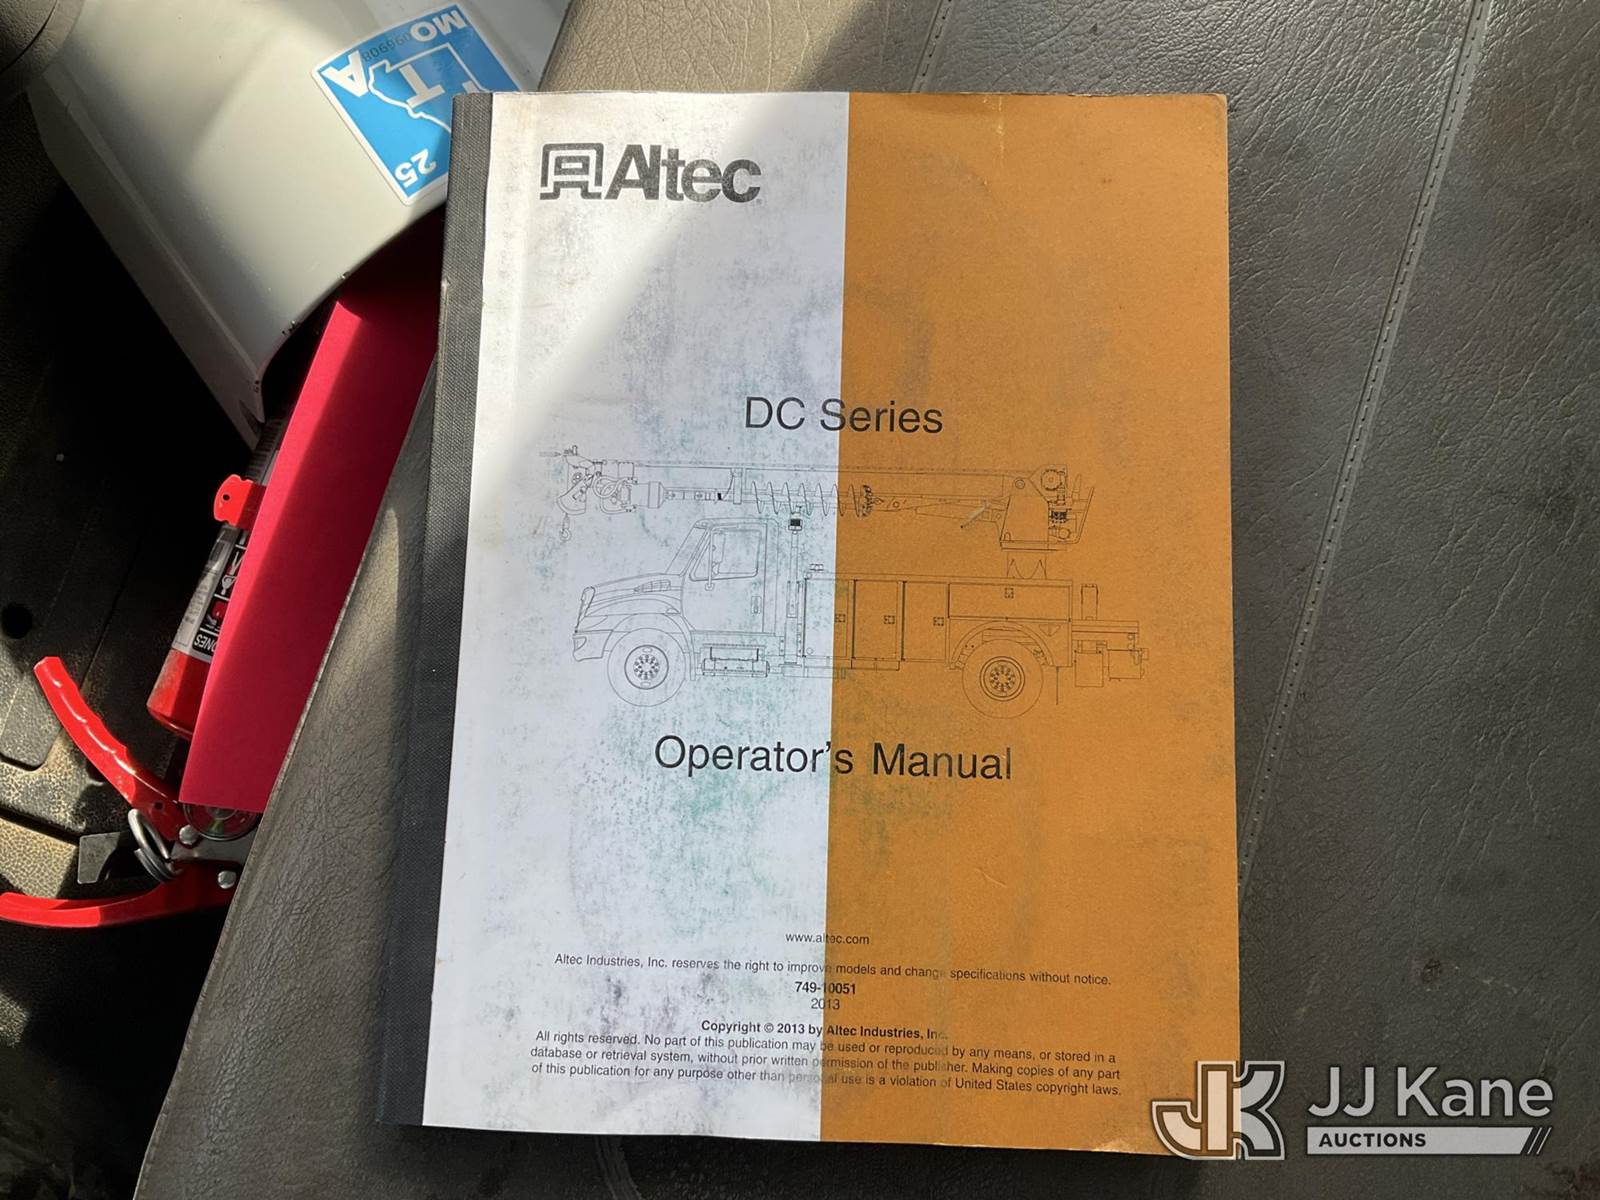 MO
T
A
25
Altec
DC Series
Operator's Manual
www.altec.com
Altec Industries, Inc. reserves the right to improve models and change specifications without notice.
749-10051
2013
Copyright © 2013 by Altec Industries, Inc.
All rights reserved. No part of this publication may be used or reproduced by any means, or stored in a
database or retrieval system, without prior written permission of the publisher. Making copies of any part
of this publication for any purpose other than personal use is a violation of United States copyright laws.
JJ Kane
AUCTIONS